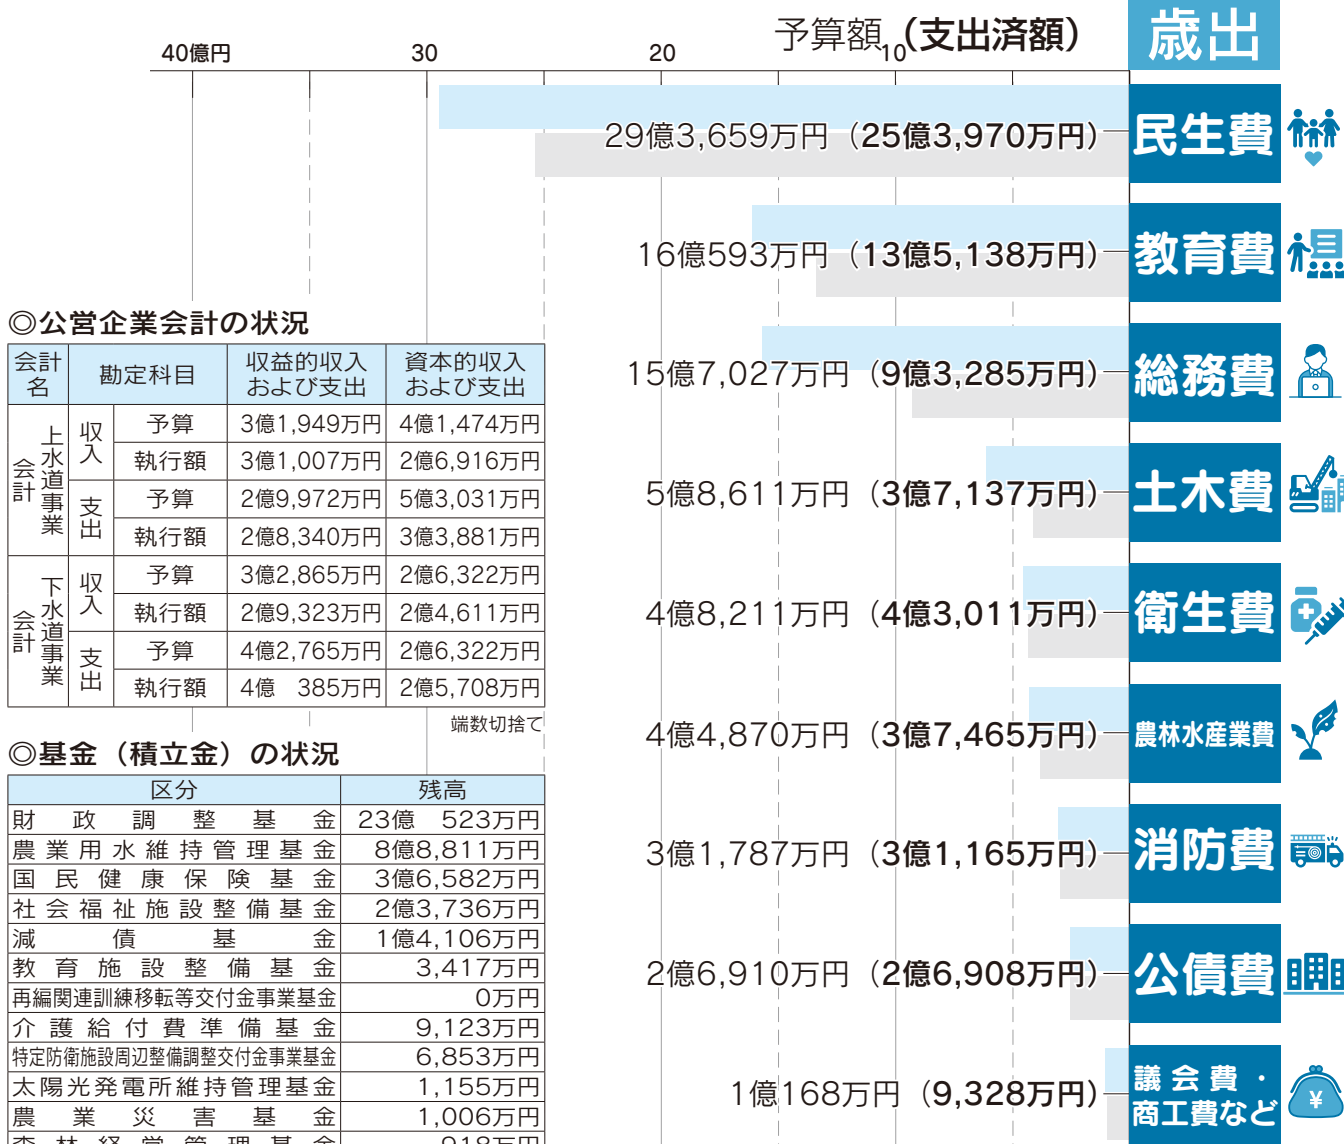 予算額（支出済額）
歳出
40億円 30 20 10
29億3,659万円（25億3,970万円）
民生費
16億593万円（13億5,138万円）
教育費
15億7,027万円（9億3,285万円）
総務費
5億8,611万円（3億7,137万円）
土木費
4億8,211万円（4億3,011万円）
衛生費
4億4,870万円（3億7,465万円）
農林水産業費
3億1,787万円（3億1,165万円）
消防費
2億6,910万円（2億6,908万円）
公債費
1億168万円（9,328万円）
議会費・
商工費など
¥
◎公営企業会計の状況
会計名 勘定科目 収益的収入および支出 資本的収入および支出
上水道事業会計
収入 予算 3億1,949万円 4億1,474万円
執行額 3億1,007万円 2億6,916万円
支出 予算 2億9,972万円 5億3,031万円
執行額 2億8,340万円 3億3,881万円
下水道事業会計
収入 予算 3億2,865万円 2億6,322万円
執行額 2億9,323万円 2億4,611万円
支出 予算 4億2,765万円 2億6,322万円
執行額 4億 385万円 2億5,708万円
端数切捨て
◎基金（積立金）の状況
区分 残高
財政調整基金 23億 523万円
農業用水維持管理基金 8億8,811万円
国民健康保険基金 3億6,582万円
社会福祉施設整備基金 2億3,736万円
減債基金 1億4,106万円
教育施設整備基金 3,417万円
再編関連訓練移転等交付金事業基金 0万円
介護給付費準備基金 9,123万円
特定防衛施設周辺整備調整交付金事業基金 6,853万円
太陽光発電所維持管理基金 1,155万円
農業災害基金 1,006万円
森林経営管理基金 918万円